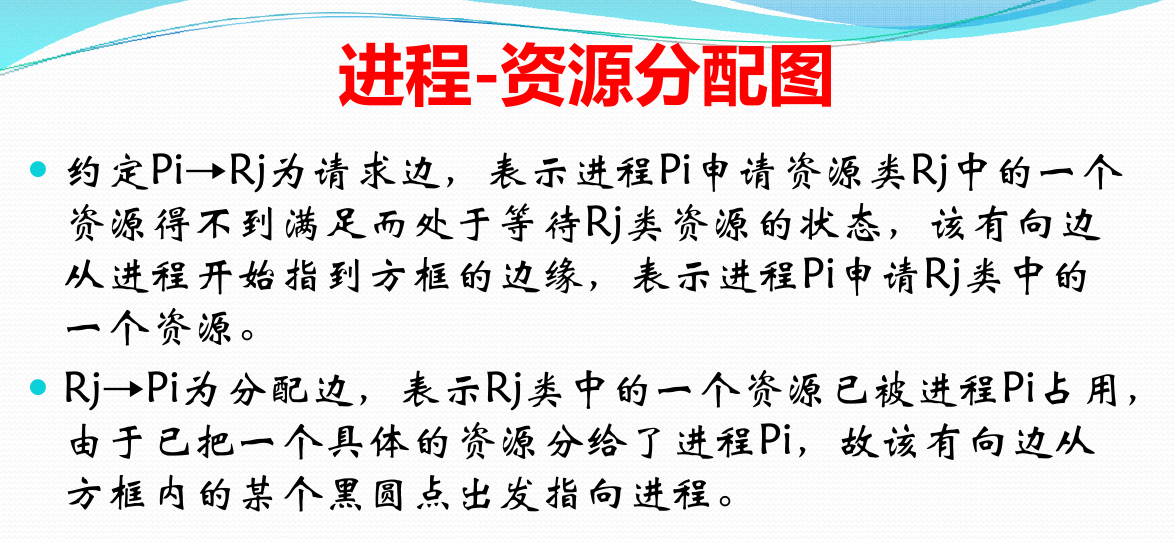 进程-资源分配图
• 约定Pi→Rj为请求边，表示进程Pi申请资源类Rj中的一个
资源得不到满足而处于等待Rj类资源的状态，该有向边
从进程开始指到方框的边缘，表示进程Pi申请Rj类中的
一个资源。
• Rj→Pi为分配边，表示Rj类中的一个资源已被进程Pi占用，
由于已把一个具体的资源分给了进程Pi，故该有向边从
方框内的某个黑圆点出发指向进程。